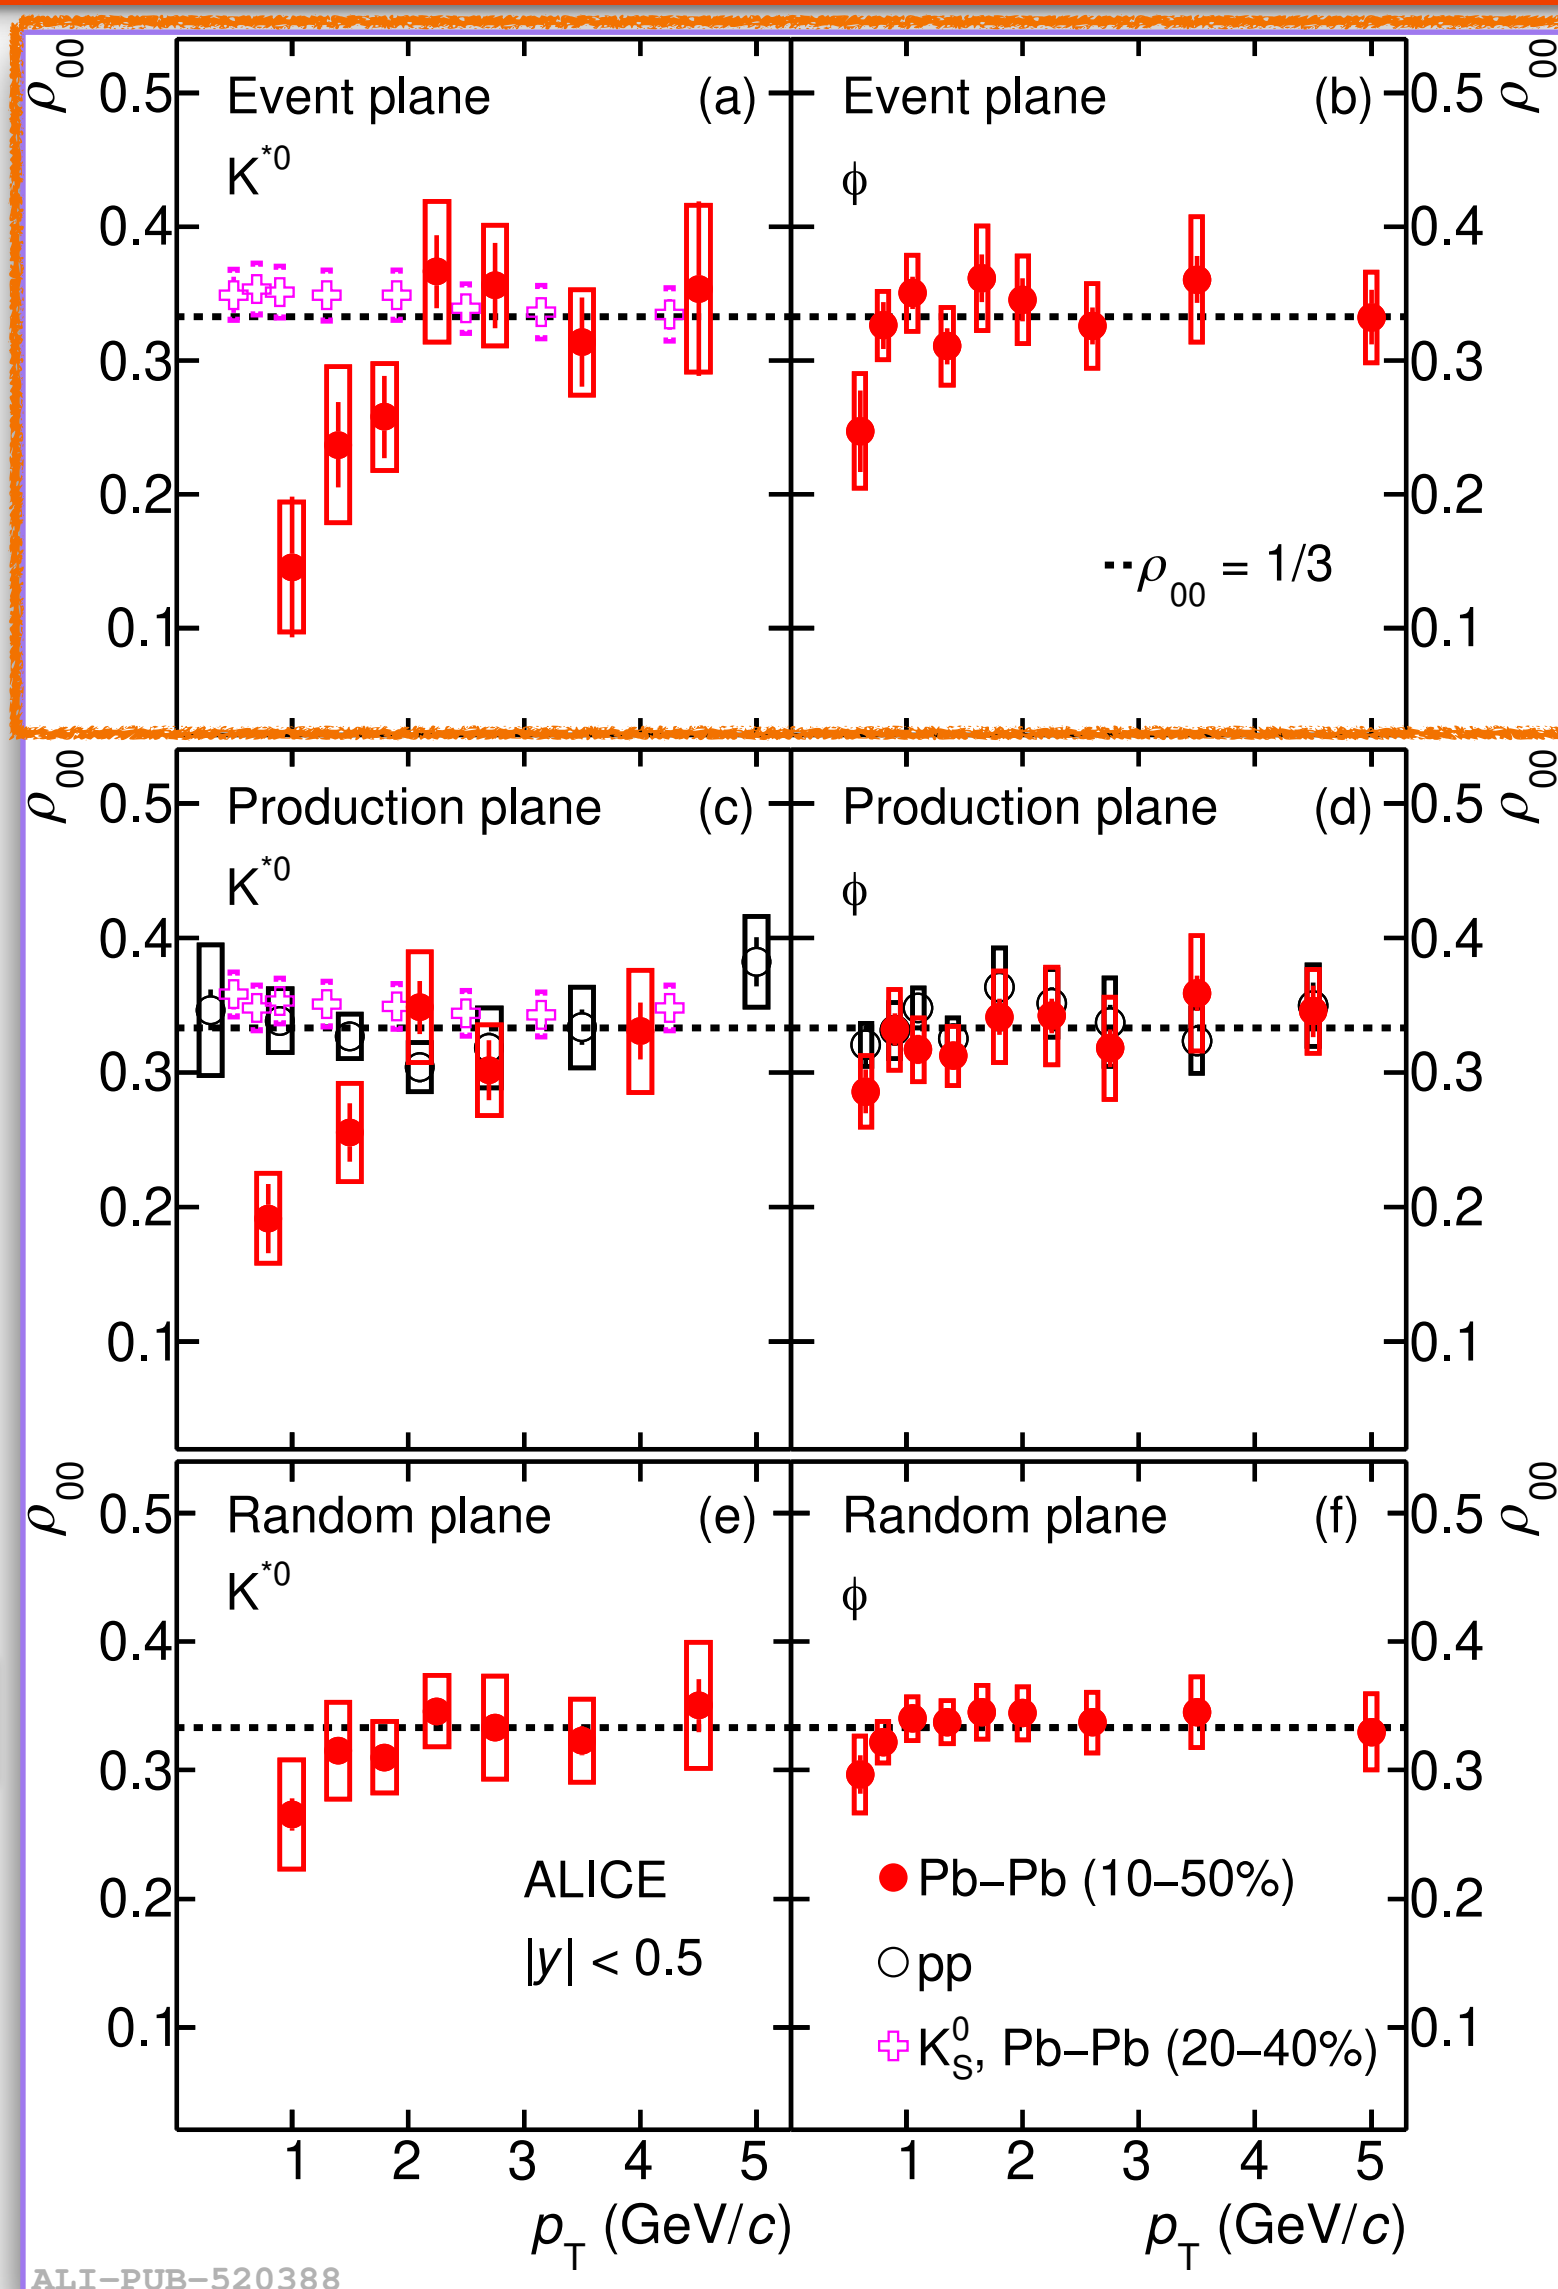 ρ00 0.5 Event plane (a) Event plane (b) 0.5 ρ00
K*0 ϕ
0.4 0.4
0.3 0.3
0.2 0.2
ρ00 = 1/3
0.1 0.1
ρ00 0.5 Production plane (c) Production plane (d) 0.5 ρ00
K*0 ϕ
0.4 0.4
0.3 0.3
0.2 0.2
0.1 0.1
ρ00 0.5 Random plane (e) Random plane (f) 0.5 ρ00
K*0 ϕ
0.4 0.4
0.3 0.3
ALICE Pb–Pb (10–50%)
0.2 0.2
|y| < 0.5 pp
0.1 0.1
K0S, Pb–Pb (20–40%)
1 2 3 4 5 1 2 3 4 5
pT (GeV/c) pT (GeV/c)
ALI-PUB-520388